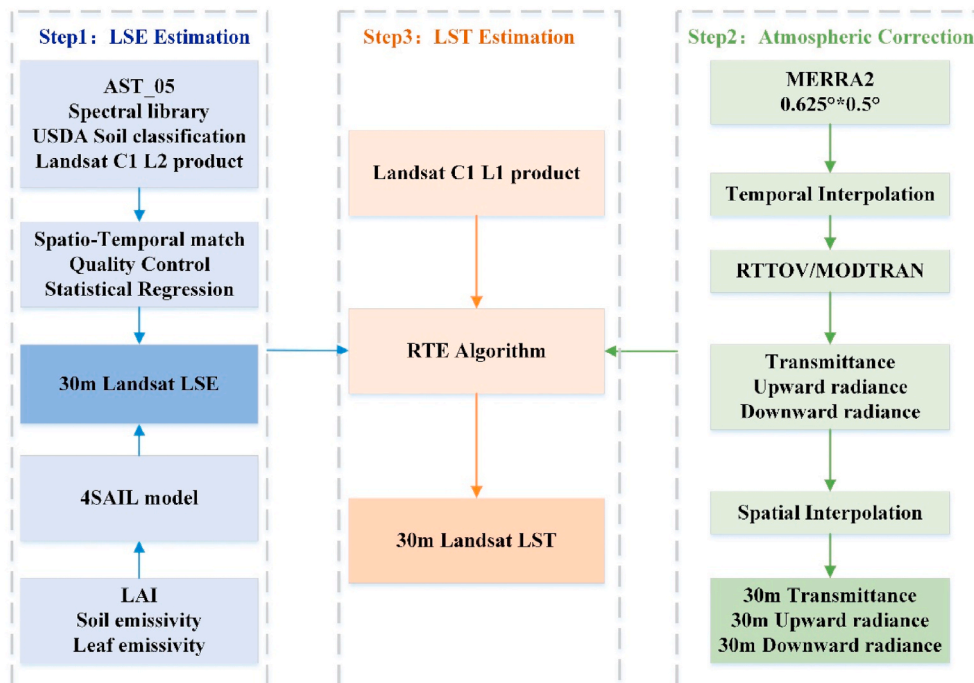 Step1：LSE Estimation
AST_05
Spectral library
USDA Soil classification
Landsat C1 L2 product
Spatio-Temporal match
Quality Control
Statistical Regression
30m Landsat LSE
4SAIL model
LAI
Soil emissivity
Leaf emissivity
Step3：LST Estimation
Landsat C1 L1 product
RTE Algorithm
30m Landsat LST
Step2：Atmospheric Correction
MERRA2
0.625°*0.5°
Temporal Interpolation
RTTOV/MODTRAN
Transmittance
Upward radiance
Downward radiance
Spatial Interpolation
30m Transmittance
30m Upward radiance
30m Downward radiance